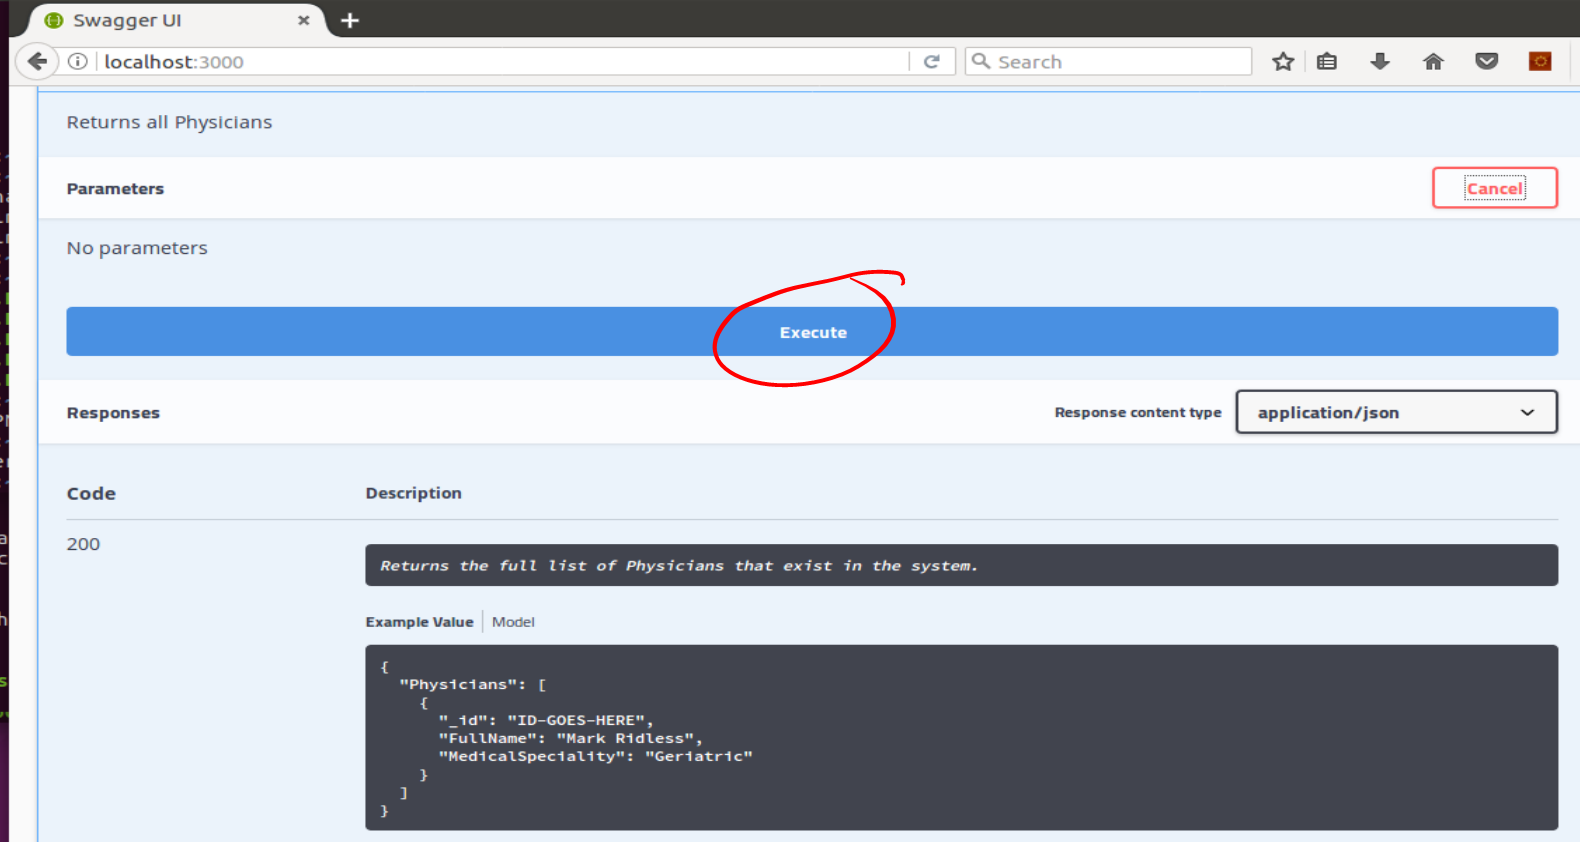 Swagger UI
localhost:3000
Search
Returns all Physicians
Parameters
Cancel
No parameters
Execute
Responses
Response content type
application/json
Code
Description
200
Returns the full list of Physicians that exist in the system.
Example Value
Model
{
"Physicians": [
{
"_id": "ID-GOES-HERE",
"FullName": "Mark Ridless",
"MedicalSpeciality": "Geriatric"
}
]
}